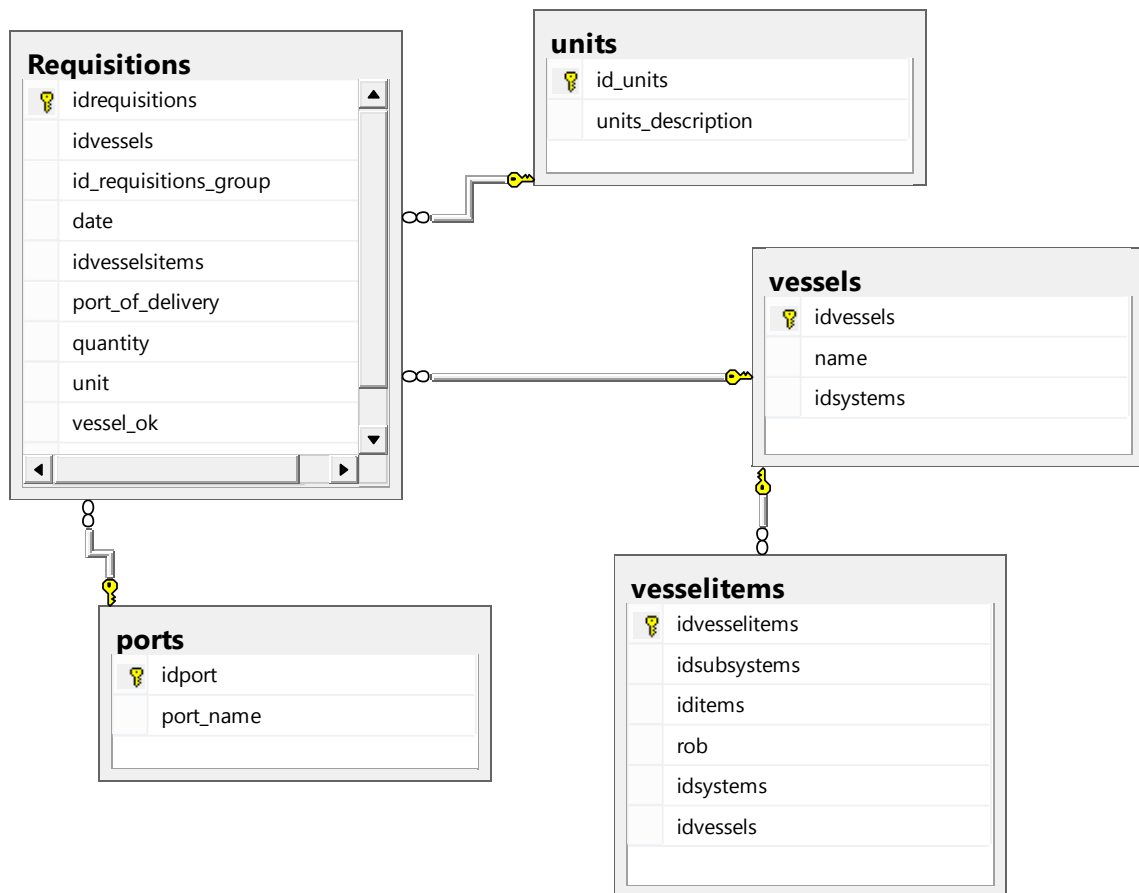 Requisitions
idrequisitions
idvessels
id_requisitions_group
date
idvesselsitems
port_of_delivery
quantity
unit
vessel_ok
units
id_units
units_description
vessels
idvessels
name
idsystems
vesselitems
idvesselitems
idsubsystems
iditems
rob
idsystems
idvessels
ports
idport
port_name